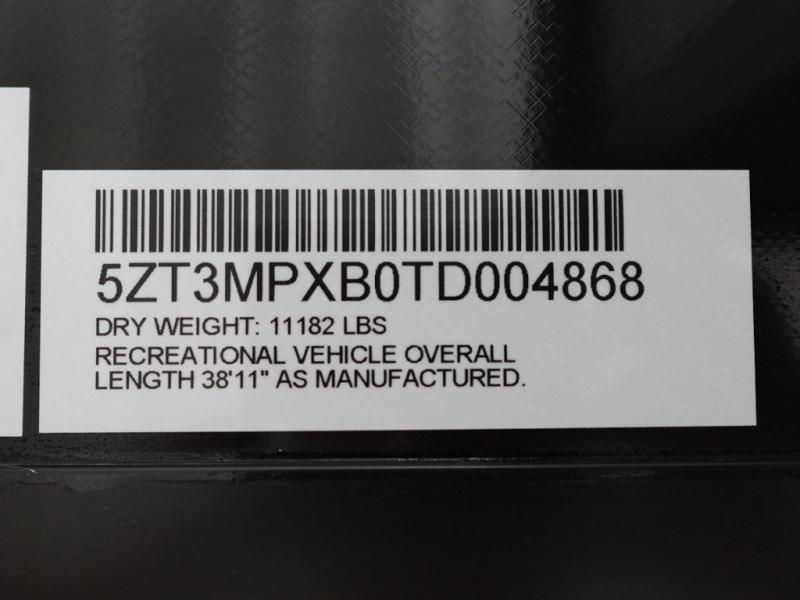 5ZT3MPXB0TD004868
DRY WEIGHT: 11182 LBS
RECREATIONAL VEHICLE OVERALL
LENGTH 38'11" AS MANUFACTURED.